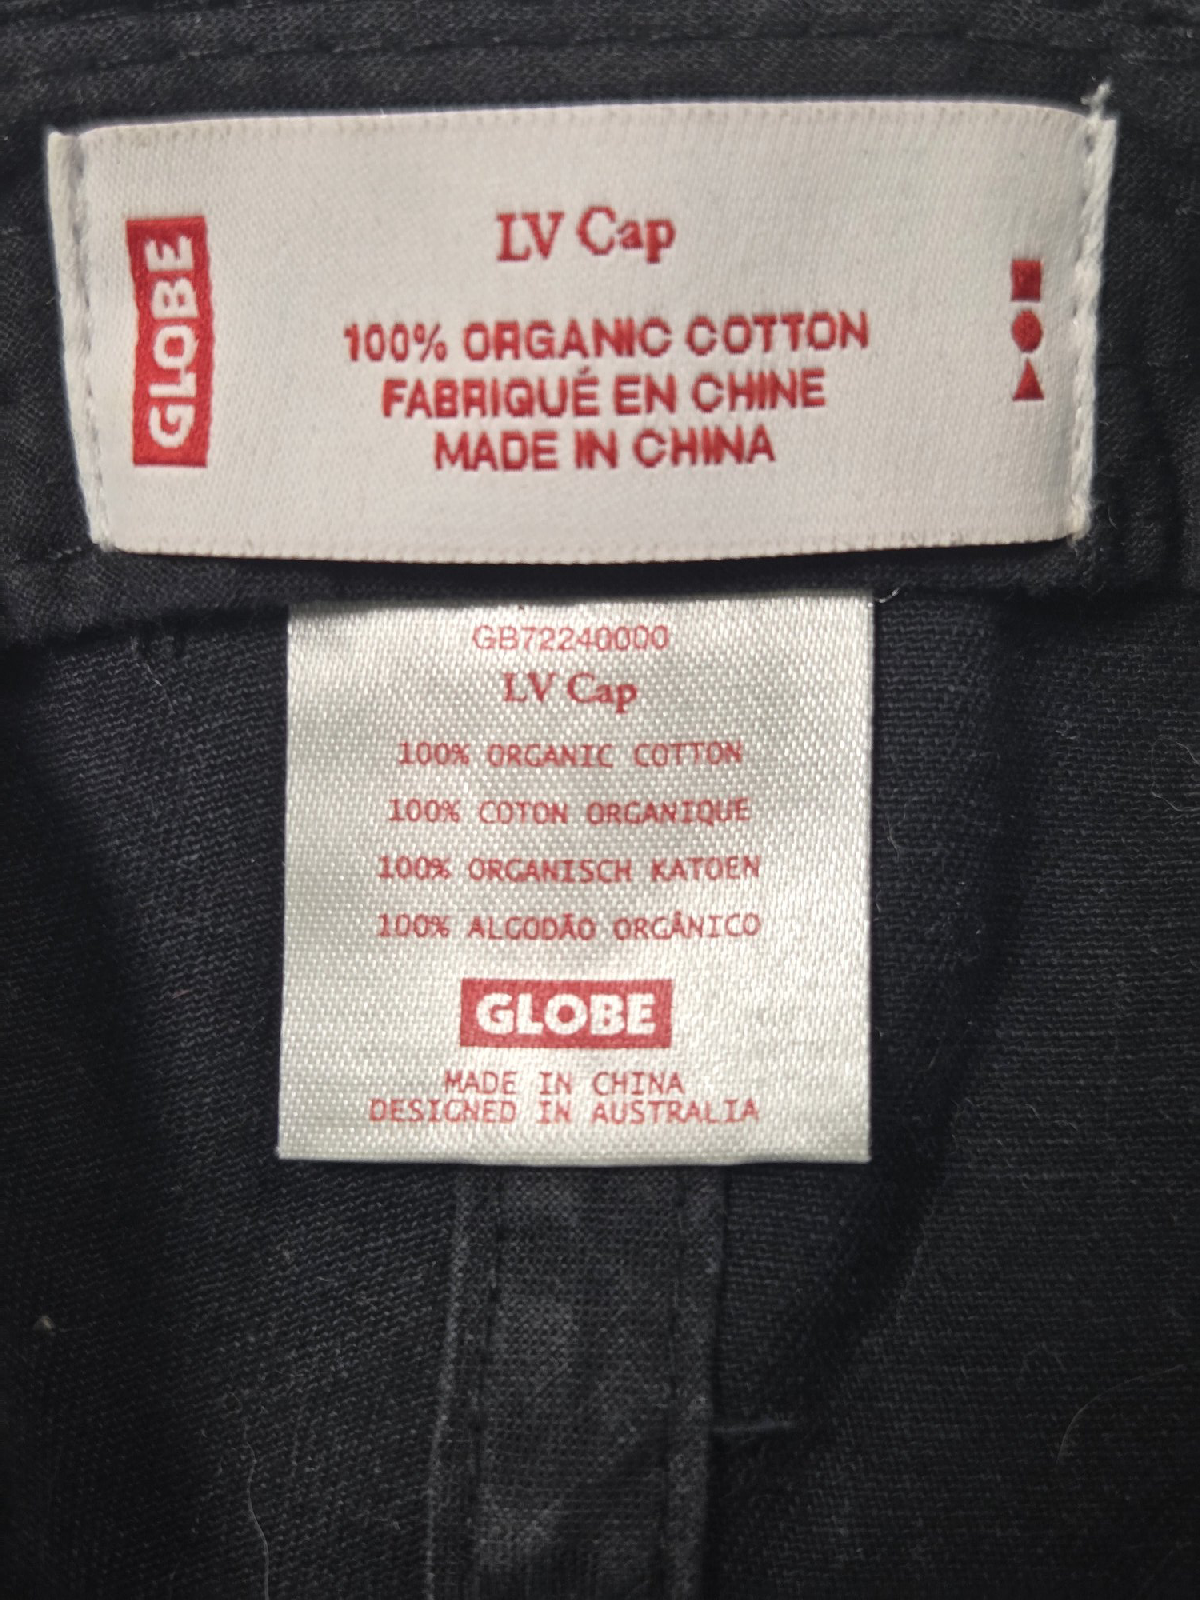 GLOBE
LV Cap
100% ORGANIC COTTON
FABRIQUÉ EN CHINE
MADE IN CHINA
GB72240000
LV Cap
100% ORGANIC COTTON
100% COTON ORGANIQUE
100% ORGANISCH KATOEN
100% ALGODÃO ORGÂNICO
GLOBE
MADE IN CHINA
DESIGNED IN AUSTRALIA